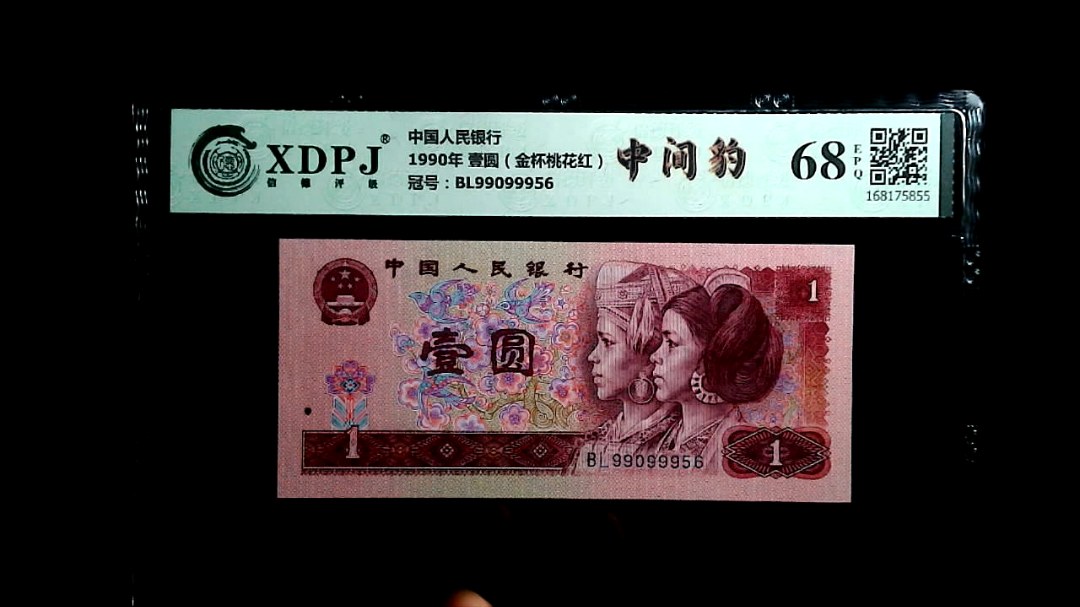 XDPJ®
信德评级
中国人民银行
1990年 壹圆（金杯桃花红）
冠号：BL99099956
中间豹
68
EPQ
168175855
中国人民银行
1
壹圆
1
BL99099956
1